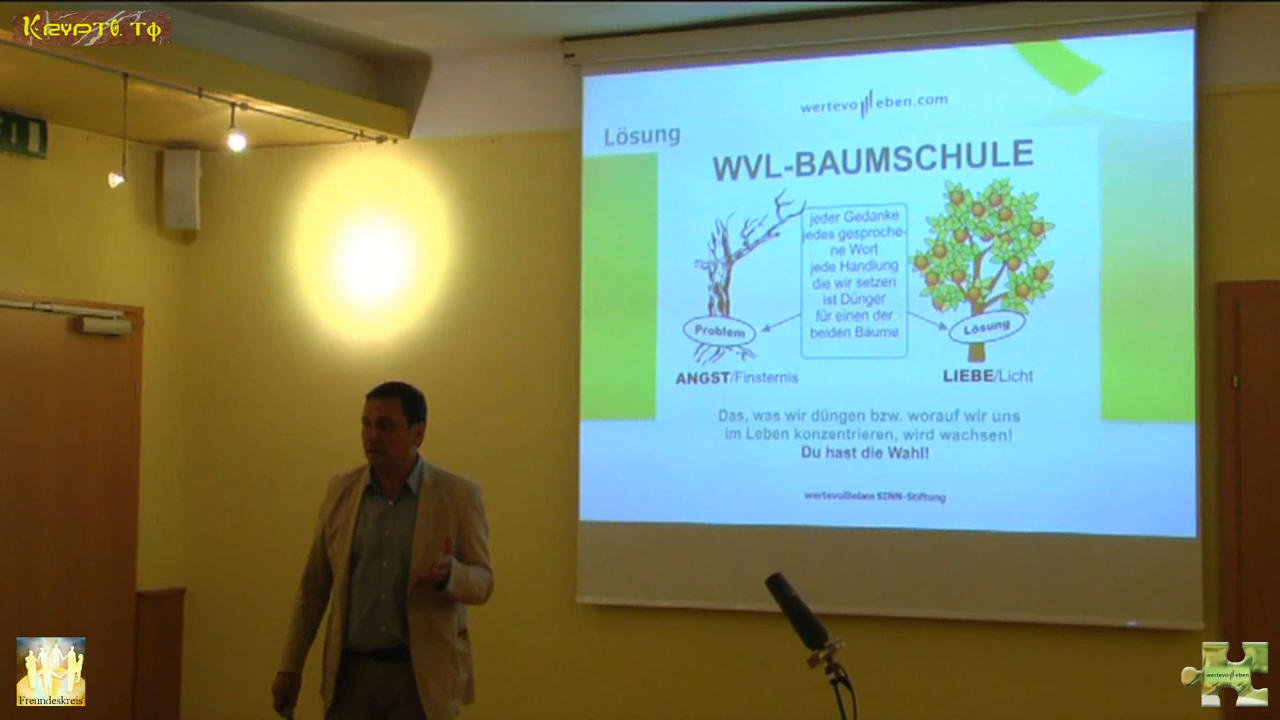 KRYPTO.TV
wertevollleben.com
Lösung
WVL-BAUMSCHULE
jeder Gedanke
jedes gesproche-
ne Wort
jede Handlung
die wir setzen
ist Dünger
für einen der
beiden Bäume
Problem
Lösung
ANGST/Finsternis
LIEBE/Licht
Das, was wir düngen bzw. worauf wir uns
im Leben konzentrieren, wird wachsen!
Du hast die Wahl!
wertevollleben SINN-Stiftung
Freundeskreis
wertevollleben